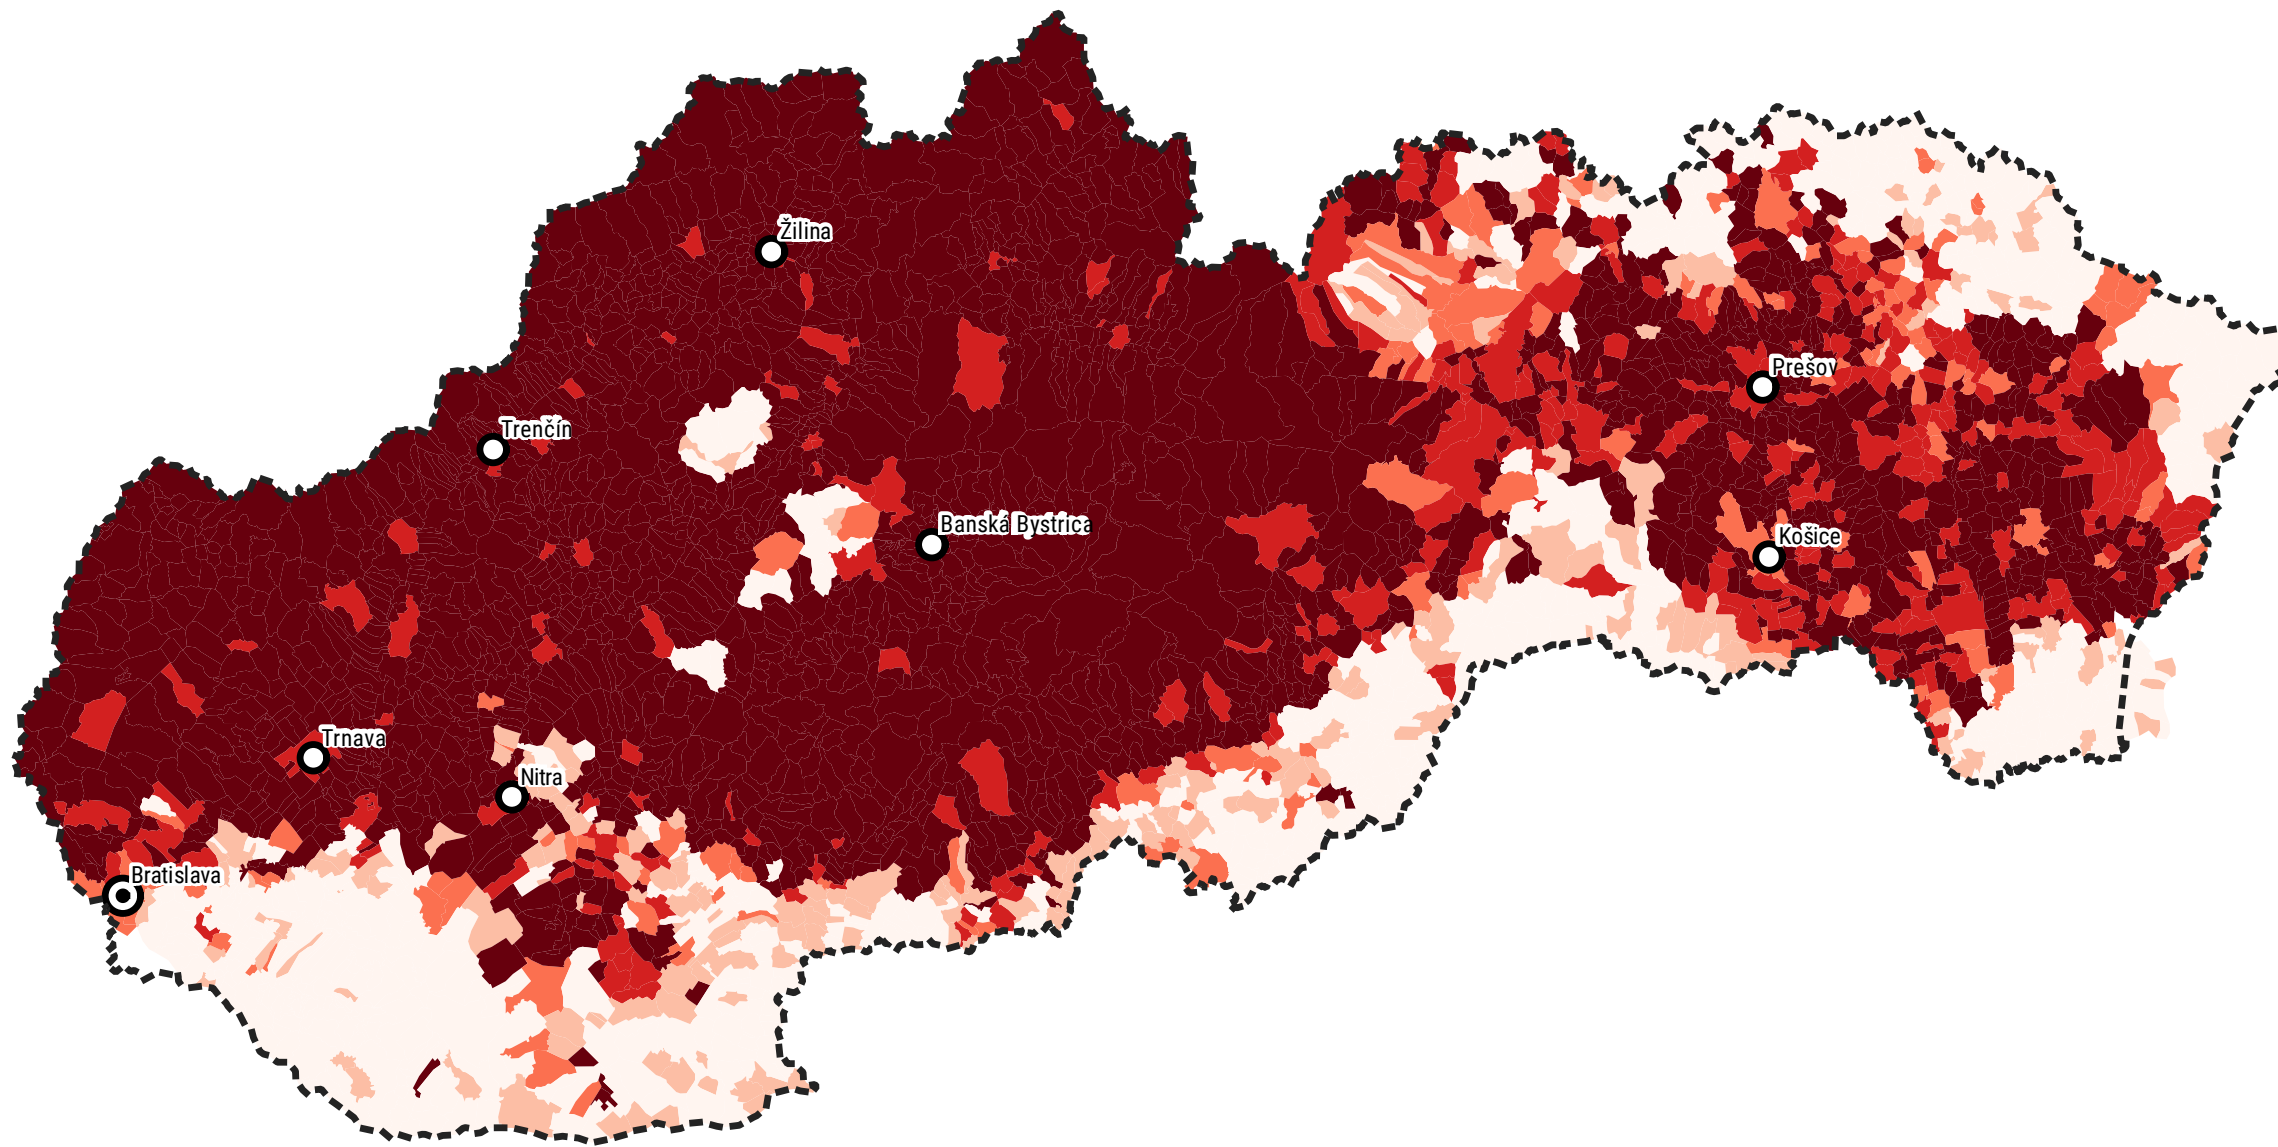 Žilina
Prešov
Trenčín
Banská Bystrica
Košice
Trnava
Nitra
Bratislava